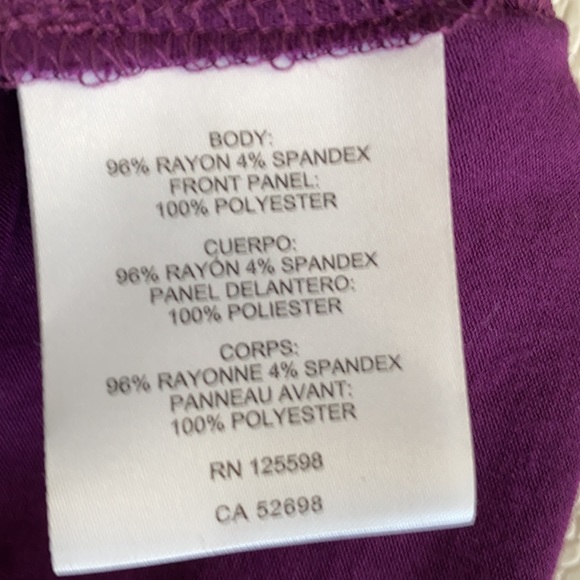 BODY:
96% RAYON 4% SPANDEX
FRONT PANEL:
100% POLYESTER
CUERPO:
96% RAYÓN 4% SPANDEX
PANEL DELANTERO:
100% POLIESTER
CORPS:
96% RAYONNE 4% SPANDEX
PANNEAU AVANT:
100% POLYESTER
RN 125598
CA 52698